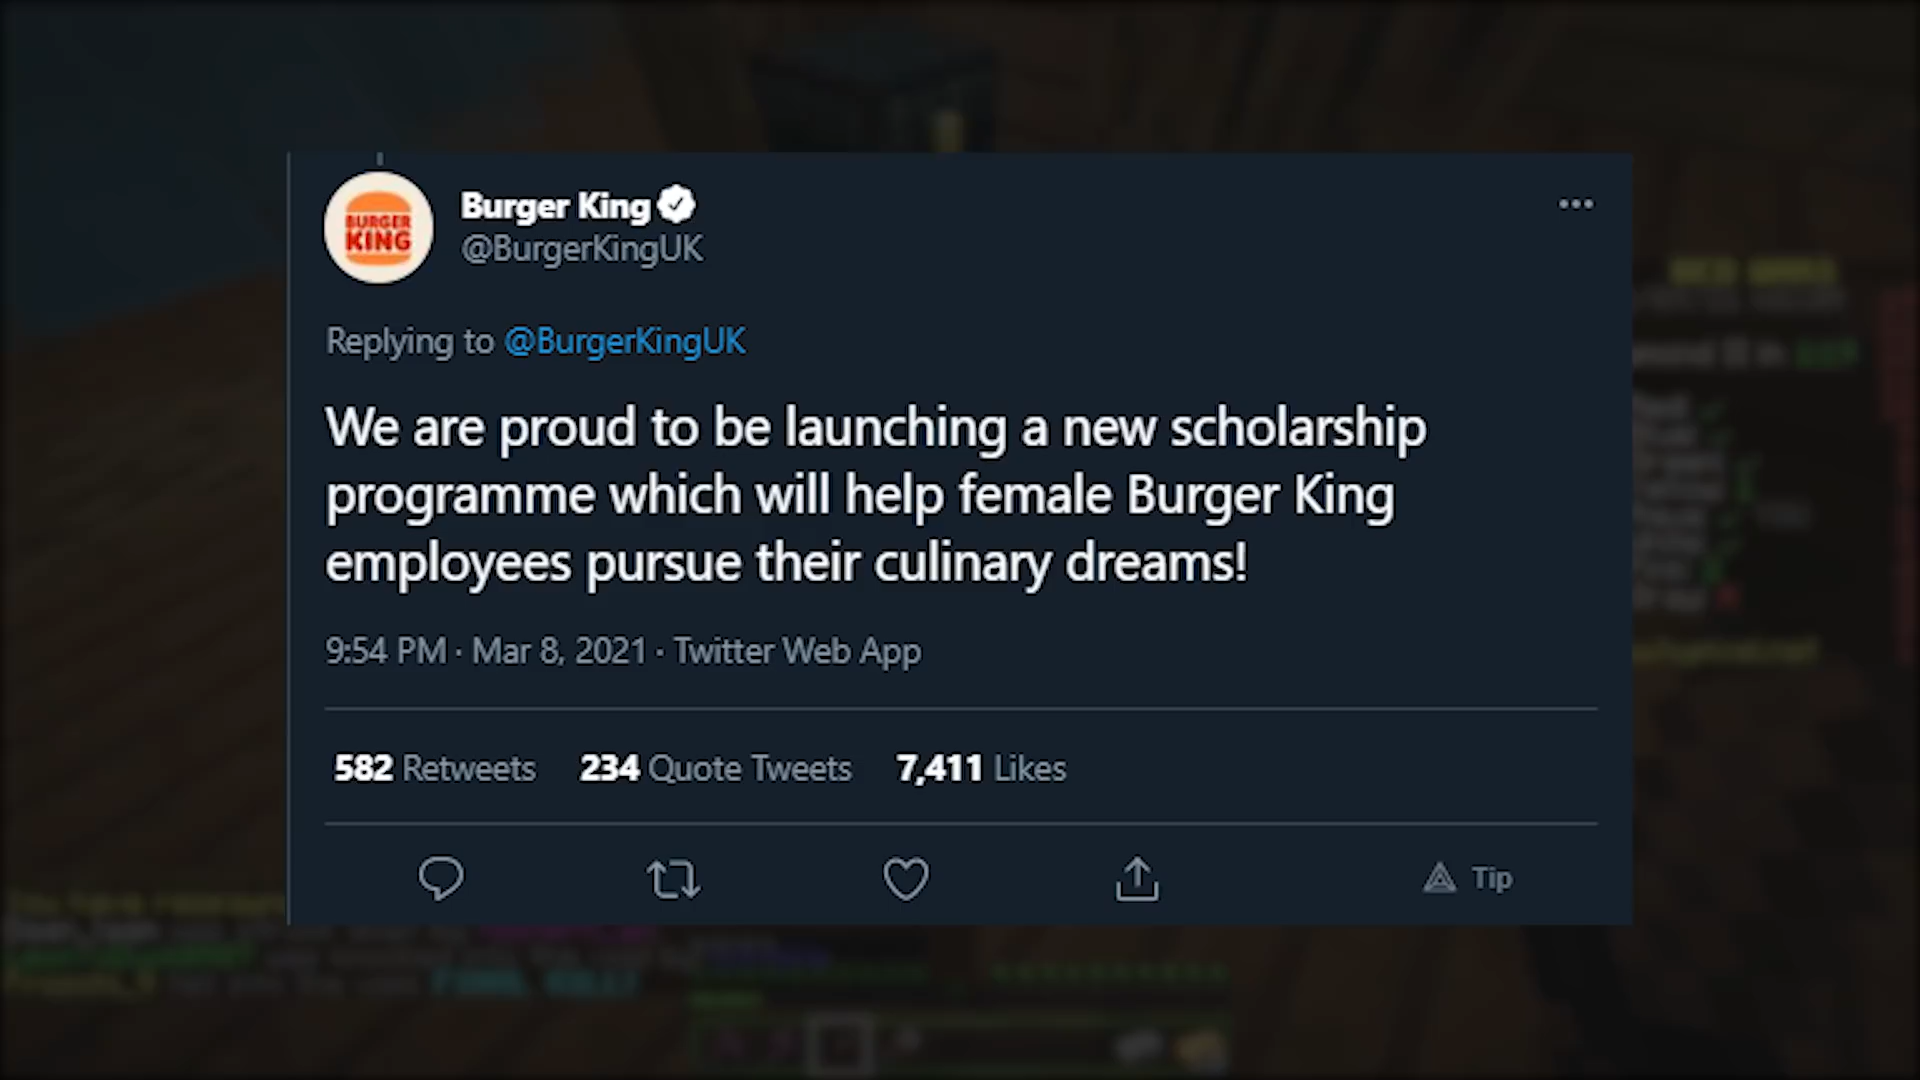 BURGER
KING
Burger King
@BurgerKingUK
Replying to @BurgerKingUK
We are proud to be launching a new scholarship
programme which will help female Burger King
employees pursue their culinary dreams!
9:54 PM · Mar 8, 2021 · Twitter Web App
582 Retweets 234 Quote Tweets 7,411 Likes
Tip